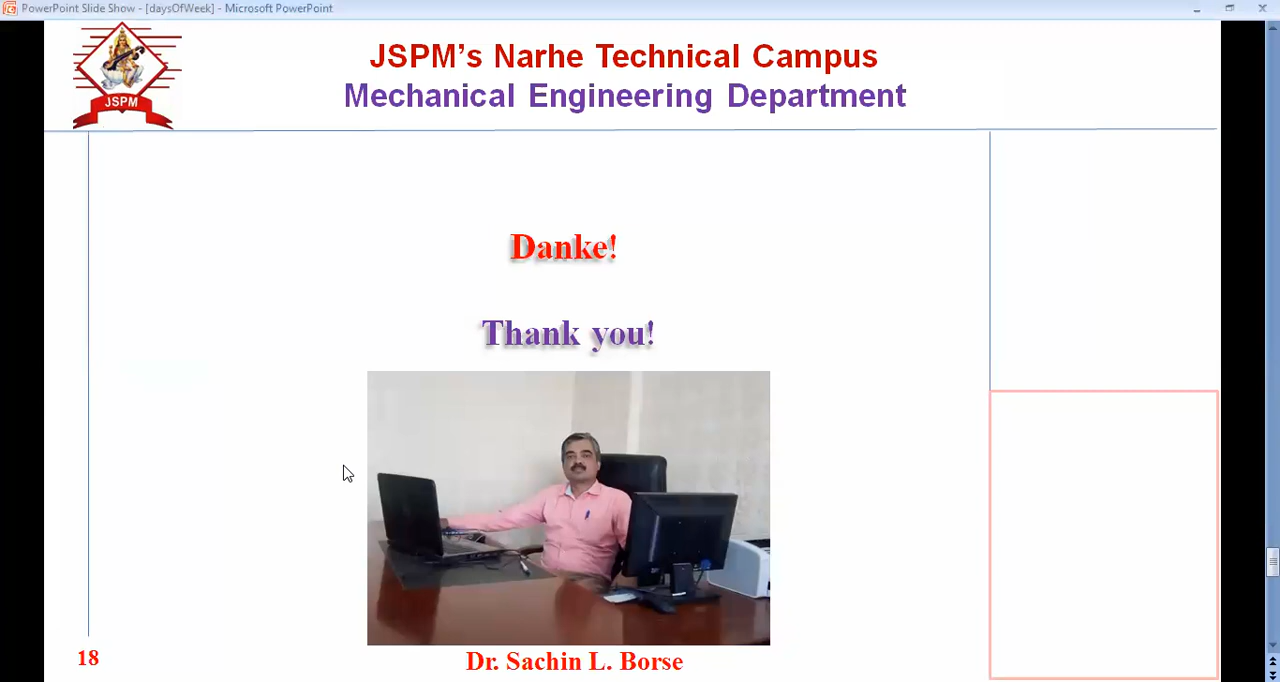 PowerPoint Slide Show - [daysOfWeek] - Microsoft PowerPoint
JSPM
JSPM's Narhe Technical Campus
Mechanical Engineering Department
Danke!
Thank you!
18
Dr. Sachin L. Borse